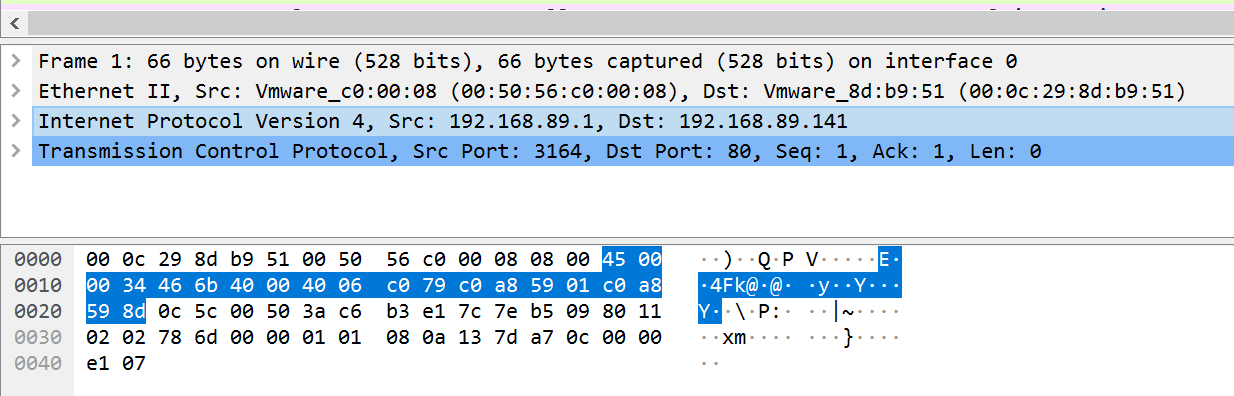 Frame 1: 66 bytes on wire (528 bits), 66 bytes captured (528 bits) on interface 0
Ethernet II, Src: Vmware_c0:00:08 (00:50:56:c0:00:08), Dst: Vmware_8d:b9:51 (00:0c:29:8d:b9:51)
Internet Protocol Version 4, Src: 192.168.89.1, Dst: 192.168.89.141
Transmission Control Protocol, Src Port: 3164, Dst Port: 80, Seq: 1, Ack: 1, Len: 0
0000 00 0c 29 8d b9 51 00 50 56 c0 00 08 08 00 45 00 ··)··Q·P V·····E·
0010 00 34 46 6b 40 00 40 06 c0 79 c0 a8 59 01 c0 a8 ·4Fk@·@· ·y··Y···
0020 59 8d 0c 5c 00 50 3a c6 b3 e1 7c 7e b5 09 80 11 Y··\·P:· ··|~····
0030 02 02 78 6d 00 00 01 01 08 0a 13 7d a7 0c 00 00 ··xm···· ···}····
0040 e1 07 ··